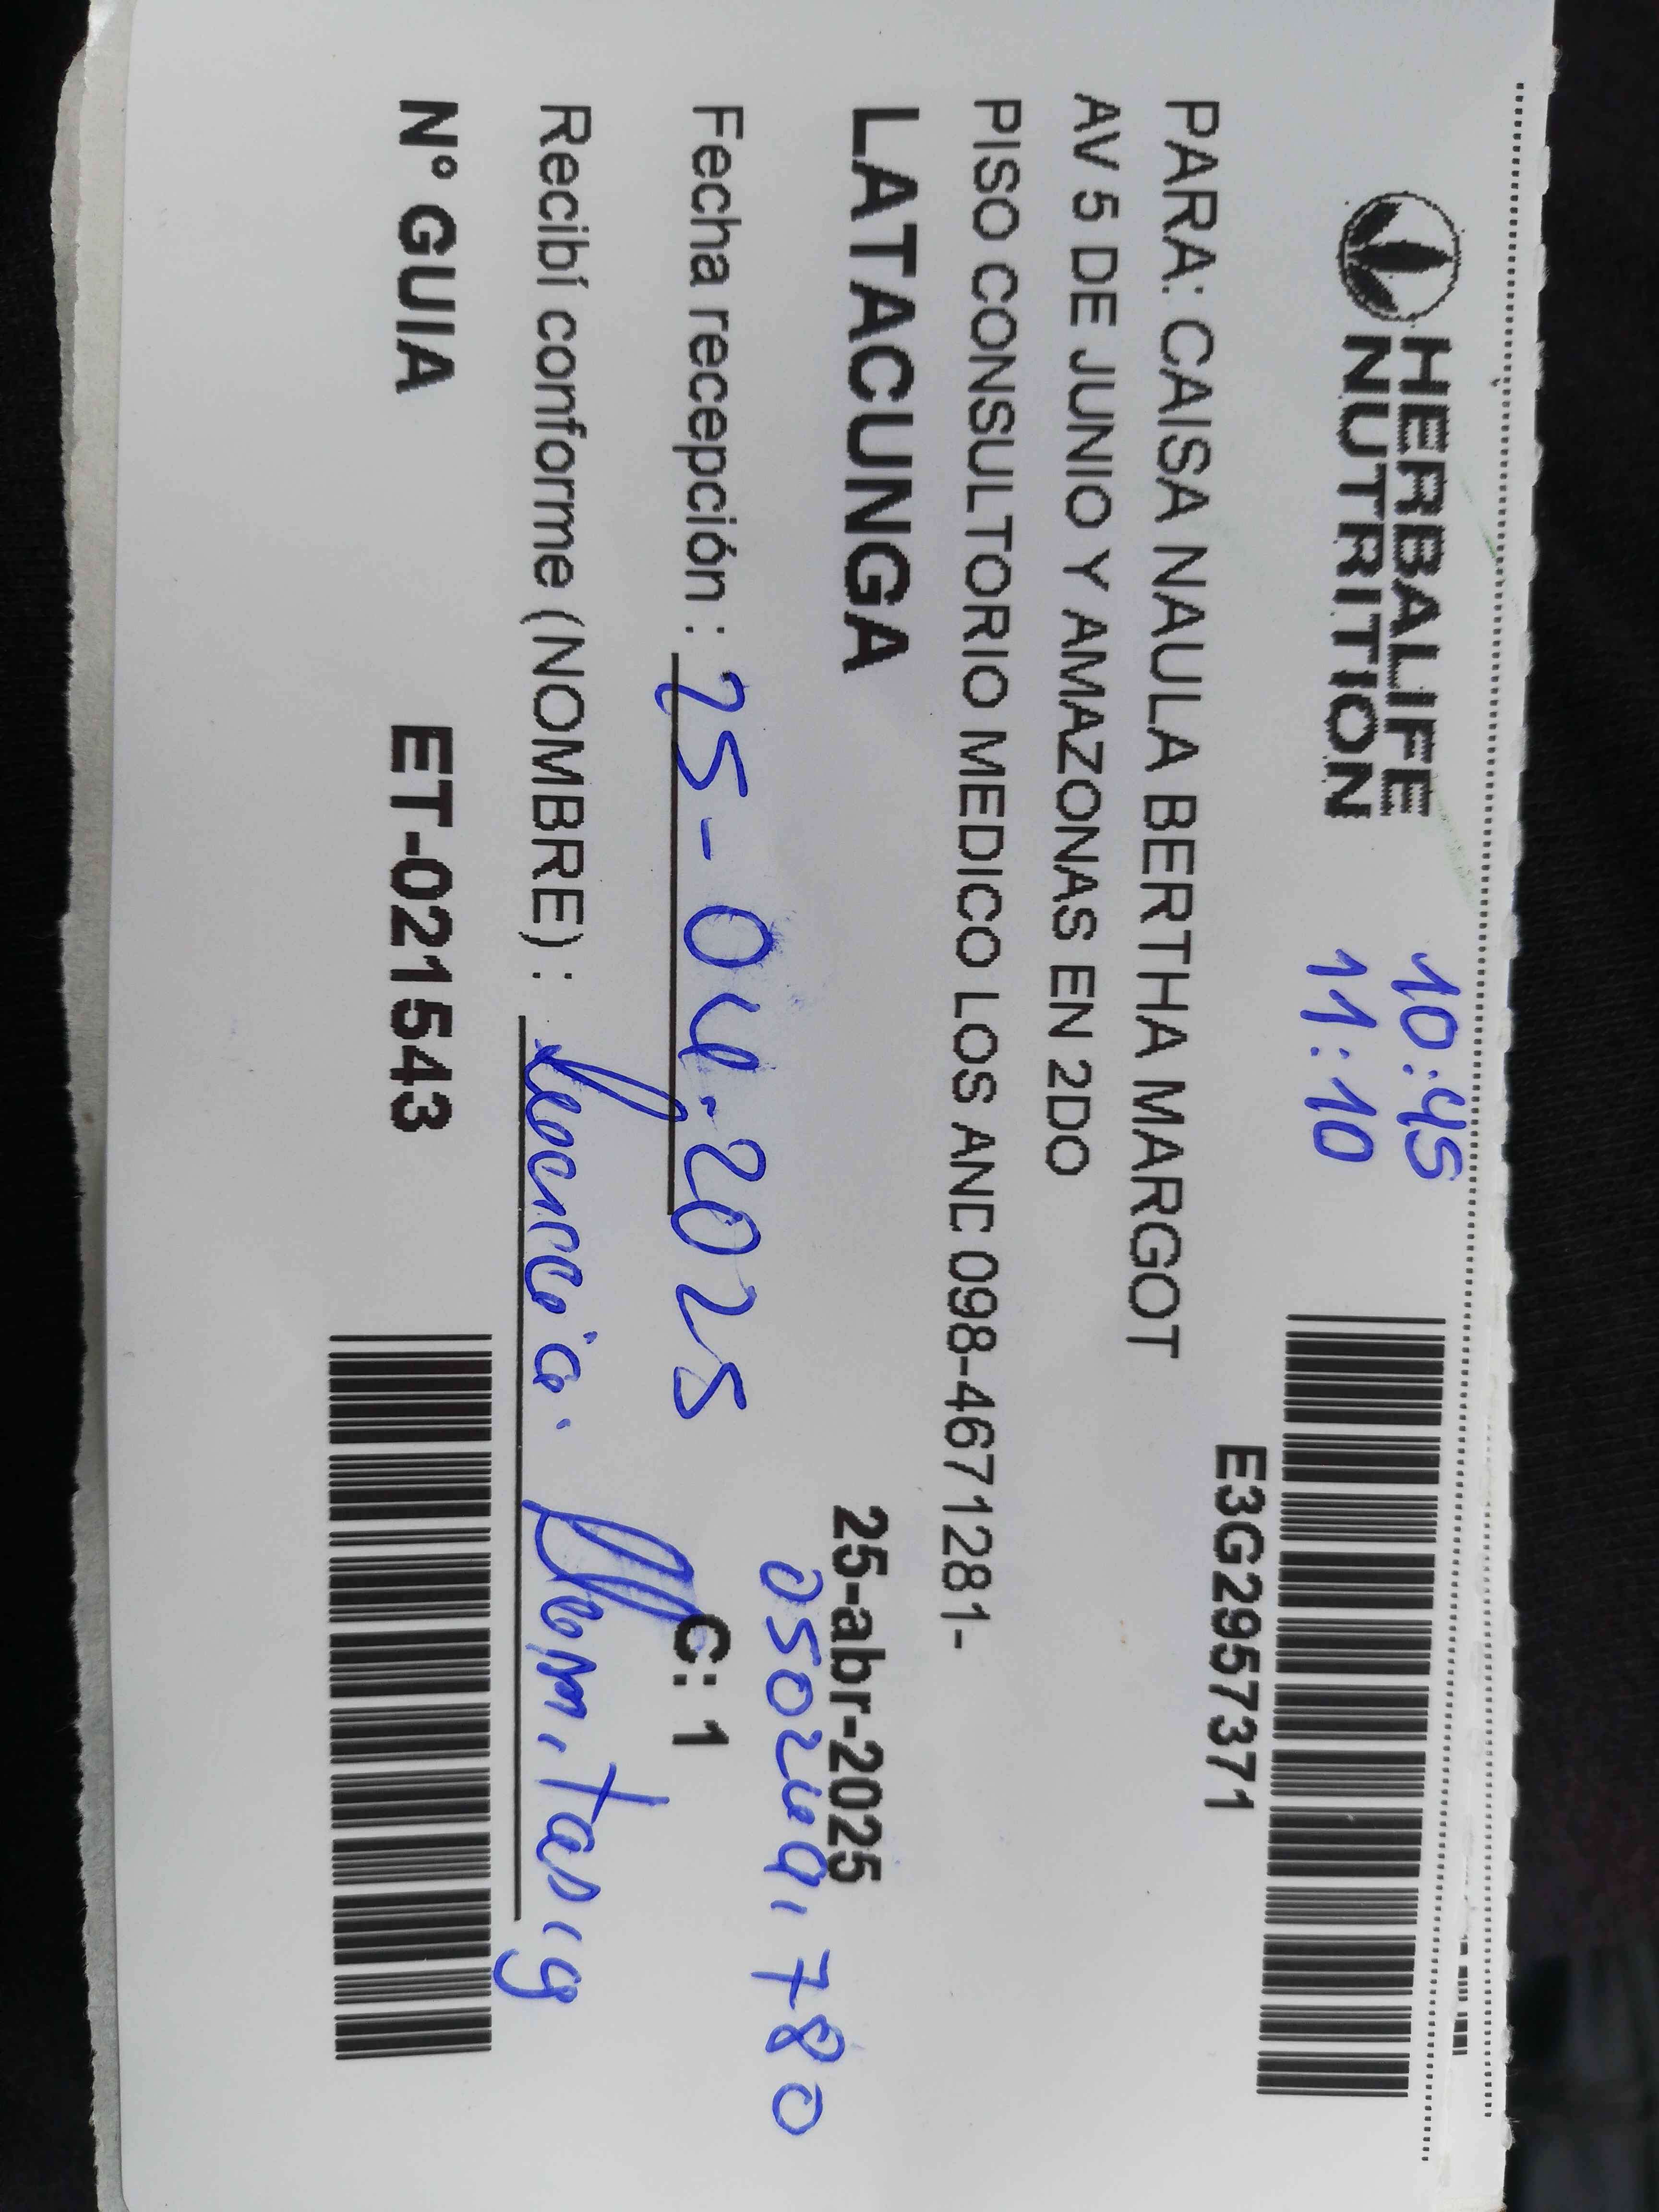 HERBALIFE
NUTRITION
10:45
11:10
E3G2957371
PARA: CAISA NAULA BERTHA MARGOT
AV 5 DE JUNIO Y AMAZONAS EN 2DO
PISO CONSULTORIO MEDICO LOS AND 098-4671281-
LATACUNGA
25-abr-2025
Fecha recepción : 25-04-2025
C: 1
Recibí conforme (NOMBRE) :
Nº GUIA
ET-021543